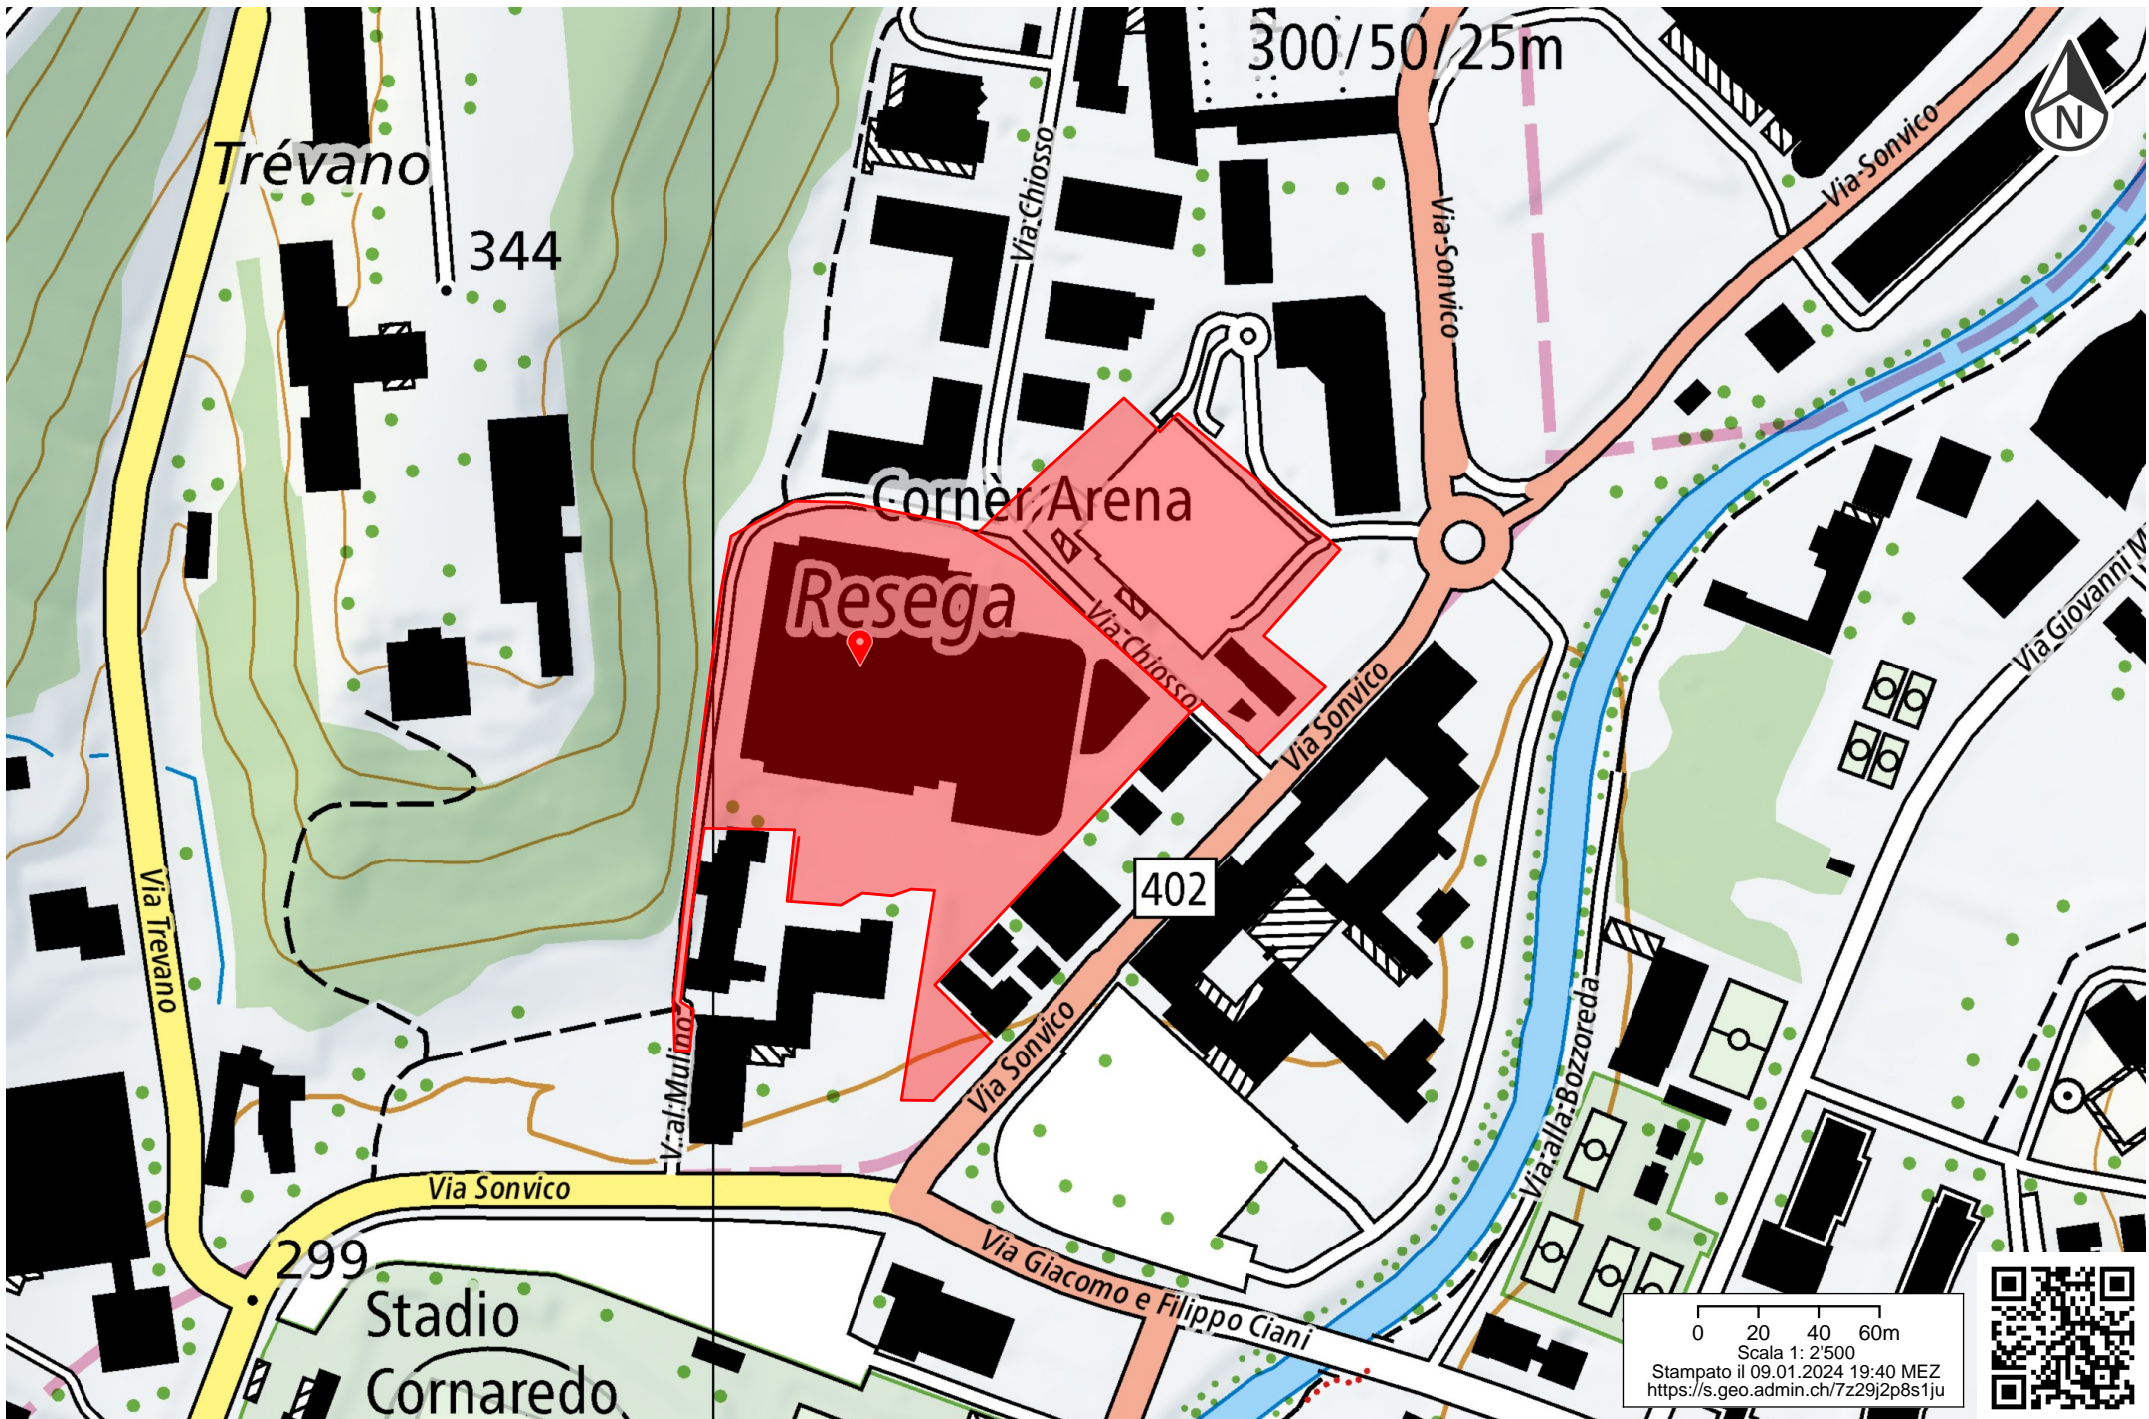 300/50/25m
N
Trévano
Via Sonvico
Via Chiosso
344
Via Sonvico
Cornèr Arena
Resega
Via Chiosso
Via Giovanni M
Via Sonvico
402
Via Trevano
Via Sonvico
V. al Mulino
Via alla Bozzoreda
Via Sonvico
Via Giacomo e Filippo Ciani
299
Stadio
Cornaredo
0 20 40 60m
Scala 1: 2'500
Stampato il 09.01.2024 19:40 MEZ
https://s.geo.admin.ch/7z29j2p8s1ju